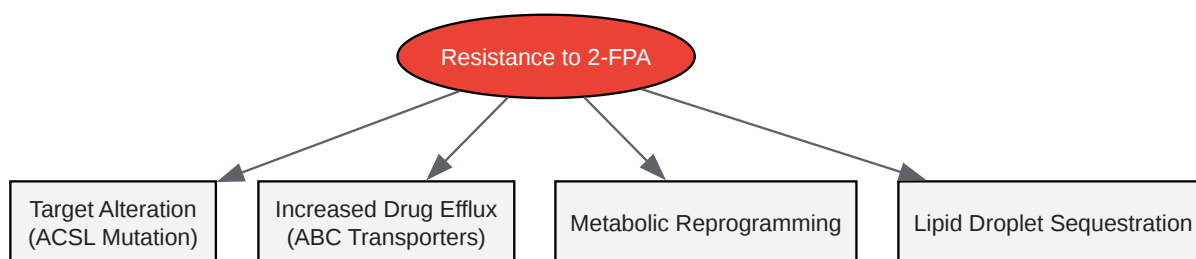 Resistance to 2-FPA
Target Alteration
(ACSL Mutation)
Increased Drug Efflux
(ABC Transporters)
Metabolic Reprogramming
Lipid Droplet Sequestration